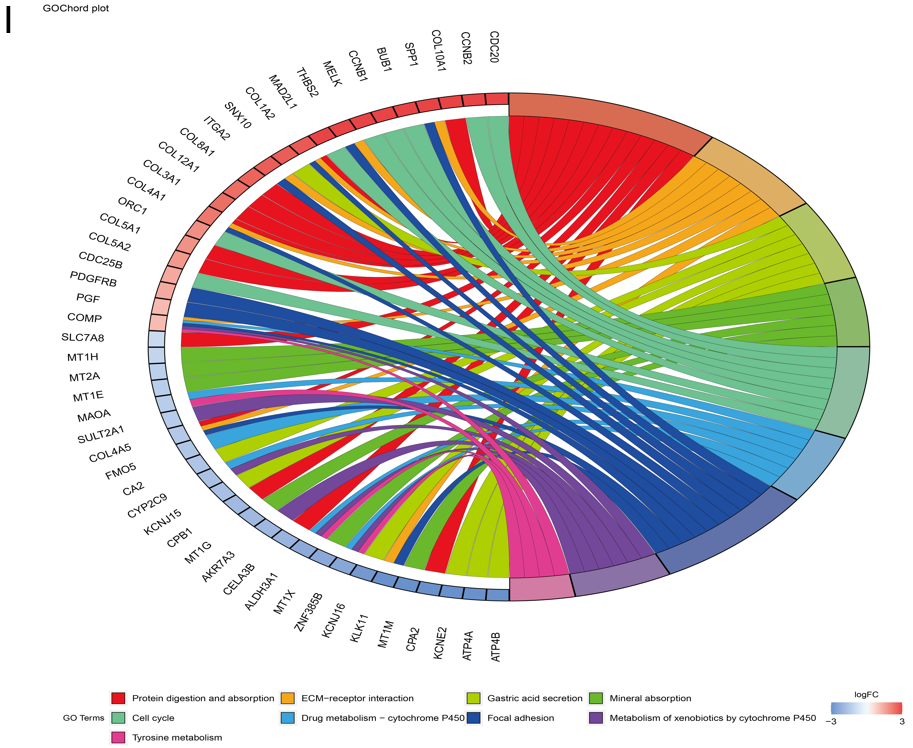 I
GOChord plot
CDC20
CCNB2
COL10A1
SPP1
BUB1
CCNB1
MELK
THBS2
MAD2L1
COL1A2
SNX10
ITGA2
COL8A1
COL12A1
COL3A1
COL4A1
ORC1
COL5A1
COL5A2
CDC25B
PDGFRB
PGF
COMP
SLC7A8
MT1H
MT2A
MT1E
MAOA
SULT2A1
COL4A5
FMO5
CA2
CYP2C9
KCNJ15
CPB1
MT1G
AKR7A3
CELA3B
ALDH3A1
MT1X
ZNF385B
KCNJ16
KLK11
MT1M
CPA2
KCNE2
ATP4A
ATP4B
Protein digestion and absorption ECM−receptor interaction Gastric acid secretion Mineral absorption
GO Terms Cell cycle Drug metabolism − cytochrome P450 Focal adhesion Metabolism of xenobiotics by cytochrome P450
Tyrosine metabolism
logFC
−3 3